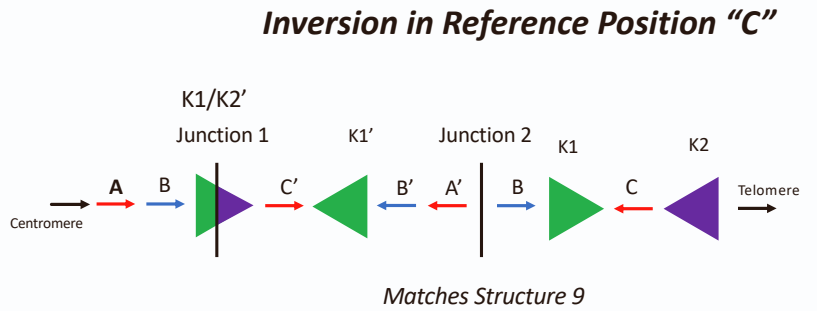 Inversion in Reference Position “C”
K1/K2’
Junction 1
K1’
Junction 2
K1
K2
A
B
C’
B’
A’
B
C
Telomere
Centromere
Matches Structure 9